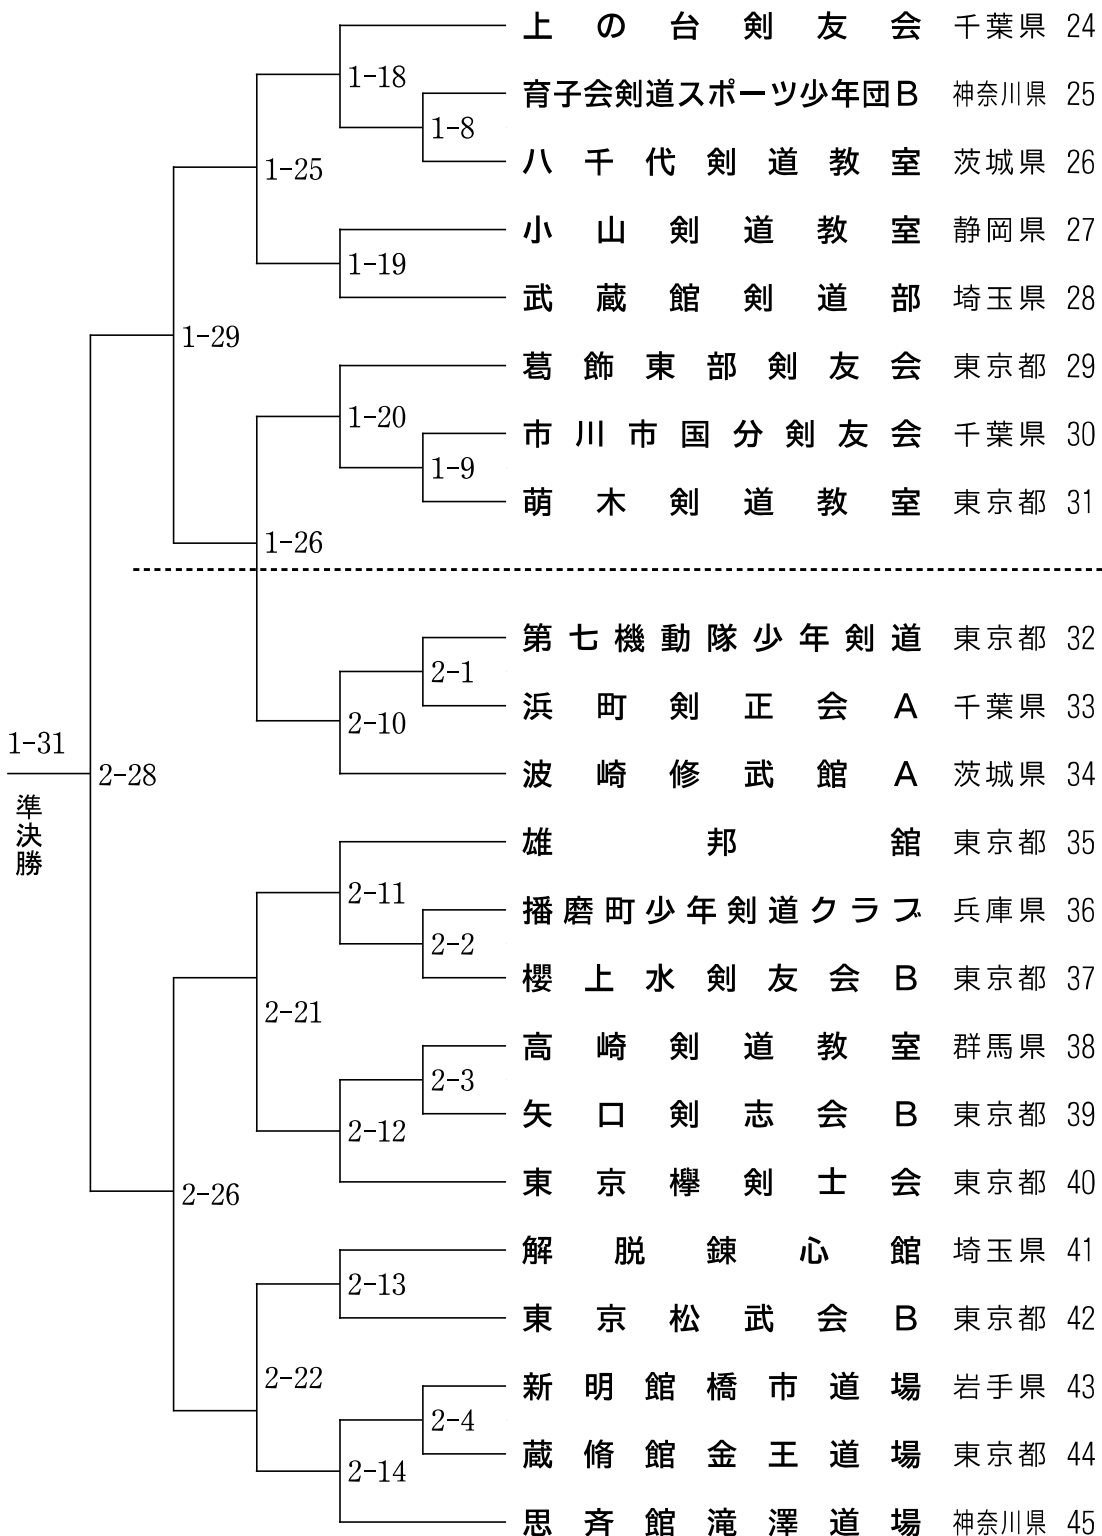 上の台剣友会 千葉県 24
1-18
育子会剣道スポーツ少年団B 神奈川県 25
1-8
八千代剣道教室 茨城県 26
1-25
小山剣道教室 静岡県 27
1-19
武蔵館剣道部 埼玉県 28
1-29
葛飾東部剣友会 東京都 29
1-20
市川市国分剣友会 千葉県 30
1-9
萌木剣道教室 東京都 31
1-26
第七機動隊少年剣道 東京都 32
2-1
浜町剣正会A 千葉県 33
2-10
波崎修武館A 茨城県 34
1-31
2-28
準決勝
雄邦舘 東京都 35
2-11
播磨町少年剣道クラブ 兵庫県 36
2-2
櫻上水剣友会B 東京都 37
2-21
高崎剣道教室 群馬県 38
2-3
矢口剣志会B 東京都 39
2-12
東京欅剣士会 東京都 40
2-26
解脱錬心館 埼玉県 41
2-13
東京松武会B 東京都 42
2-22
新明館橋市道場 岩手県 43
2-4
蔵脩館金王道場 東京都 44
2-14
思斉館滝澤道場 神奈川県 45